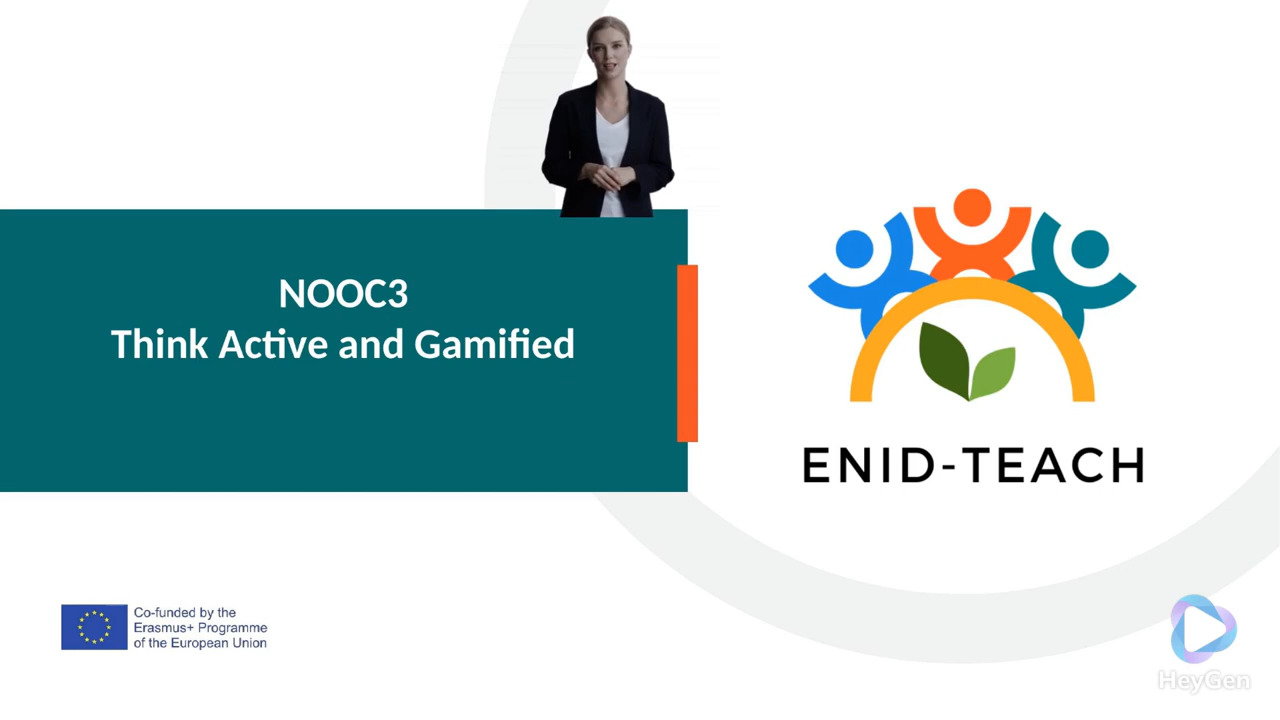 NOOC3
Think Active and Gamified
ENID-TEACH
Co-funded by the
Erasmus+ Programme
of the European Union
HeyGen